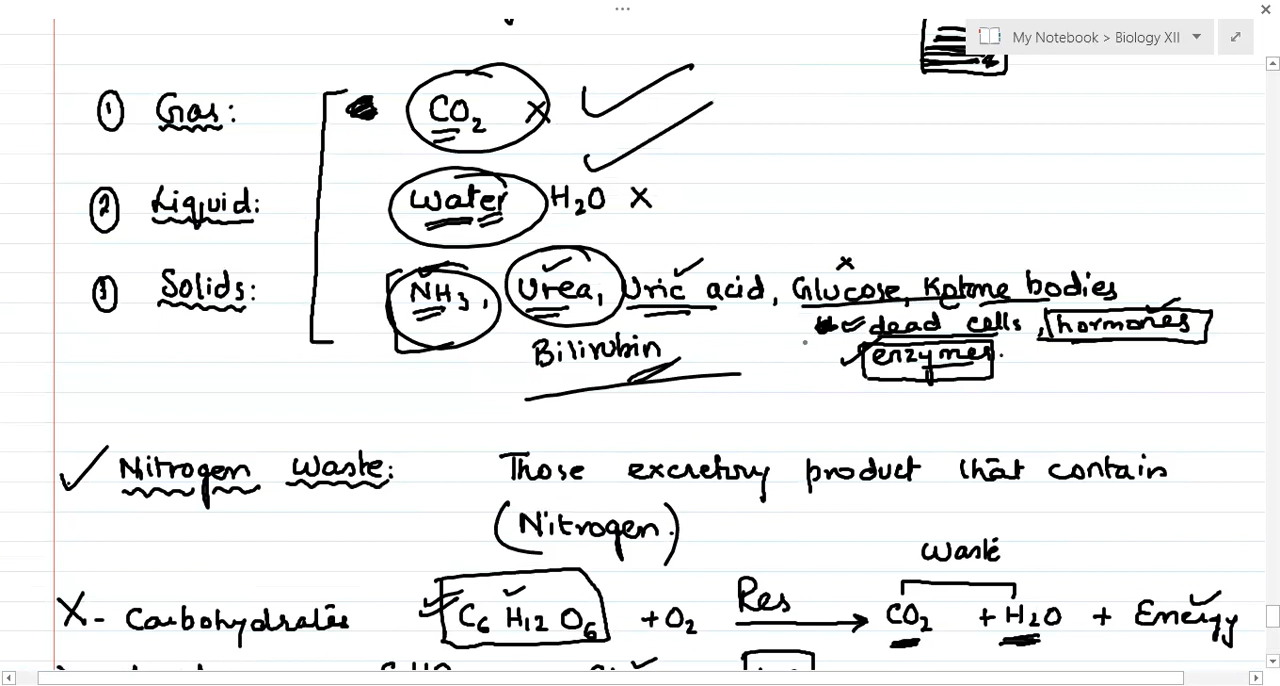 My Notebook > Biology XII
① Gas: CO2 X
② Liquid: Water H2O X
③ Solids: NH3, Urea, Uric acid, Glucose, Ketone bodies
dead cells, hormones
Bilirubin enzymes.
Nitrogen Waste: Those excretory product that contain
(Nitrogen.)
Waste
X - Carbohydrates C6 H12 O6 + O2 Res CO2 + H2O + Energy